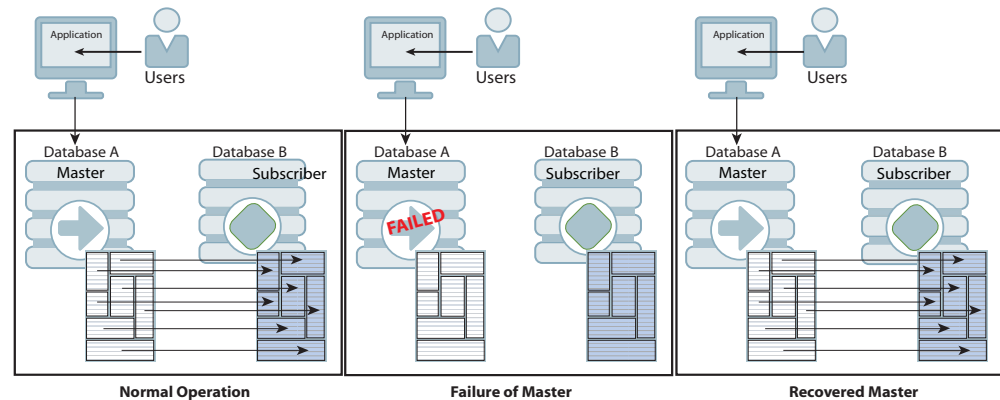 Application
Users
Database A
Master
Database B
Subscriber
Normal Operation
Application
Users
Database A
Master
FAILED
Database B
Subscriber
Failure of Master
Application
Users
Database A
Master
Database B
Subscriber
Recovered Master